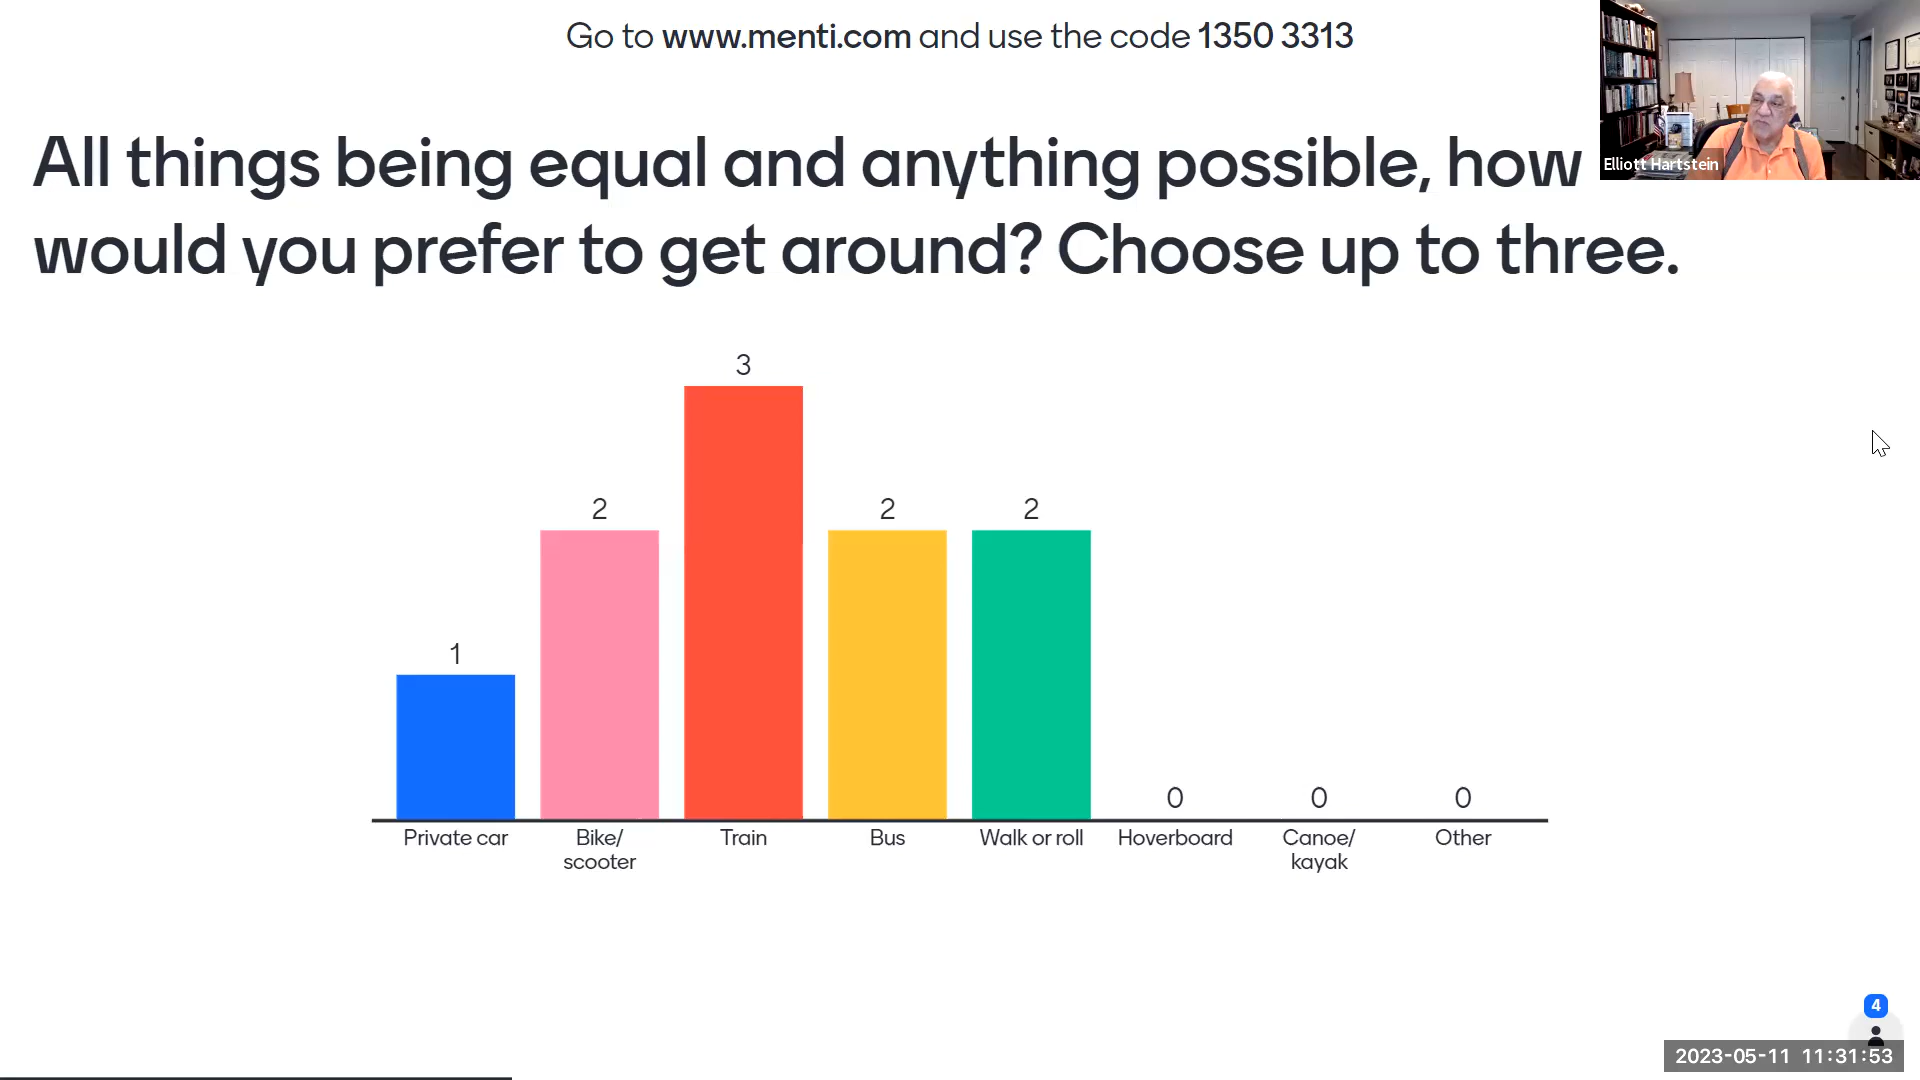 Go to www.menti.com and use the code 1350 3313
Elliott Hartstein
All things being equal and anything possible, how
would you prefer to get around? Choose up to three.
3
2
2
2
1
0
0
0
Private car
Bike/
scooter
Train
Bus
Walk or roll
Hoverboard
Canoe/
kayak
Other
4
2023-05-11 11:31:53